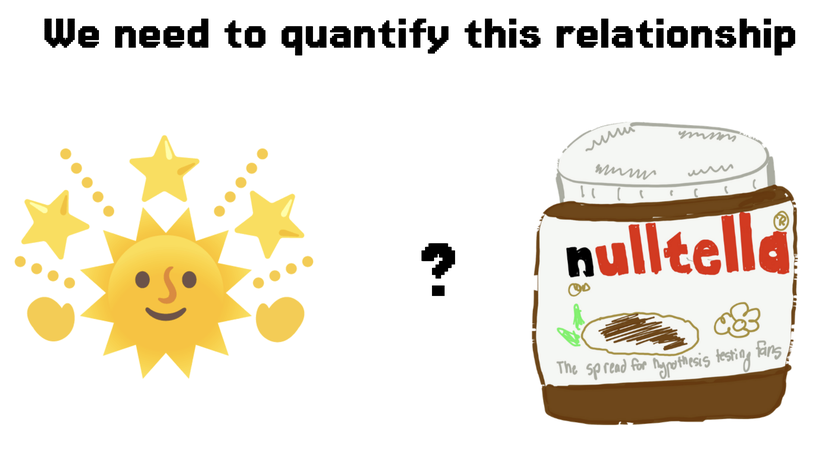 We need to quantify this relationship
?
nulltella
R
The spread for hypothesis testing fans